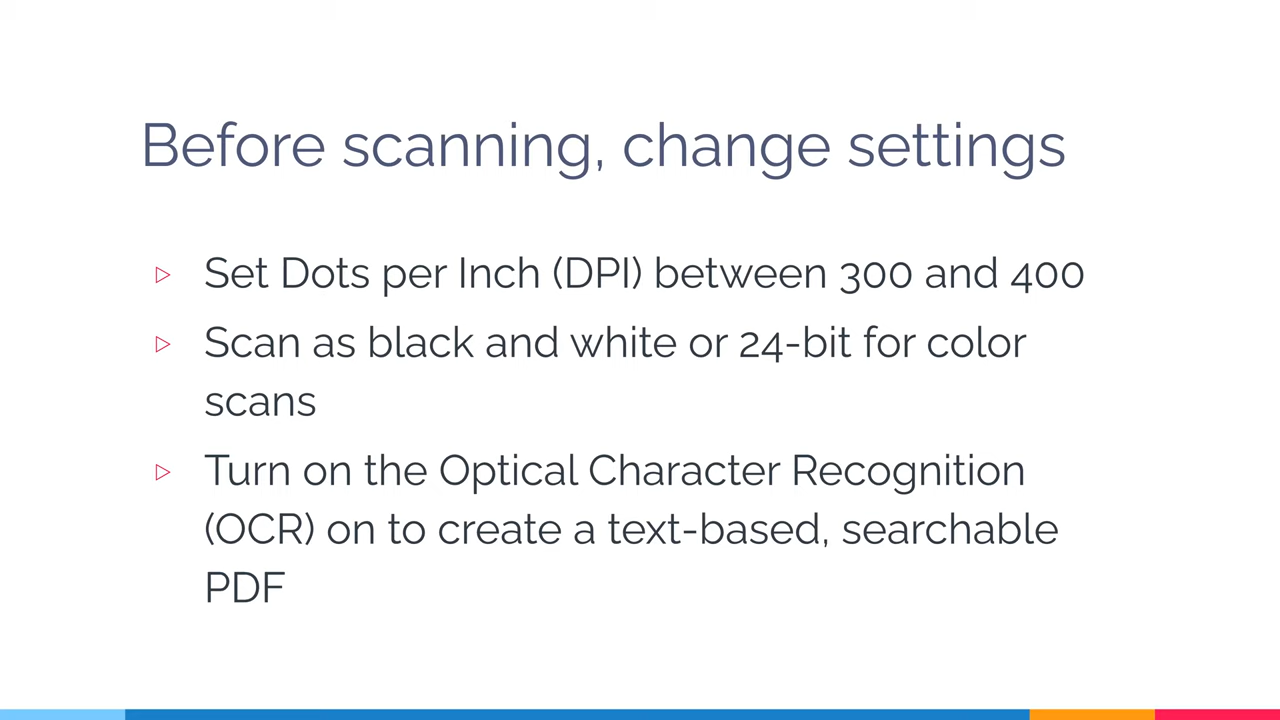 Before scanning, change settings
▷ Set Dots per Inch (DPI) between 300 and 400
▷ Scan as black and white or 24-bit for color
scans
▷ Turn on the Optical Character Recognition
(OCR) on to create a text-based, searchable
PDF